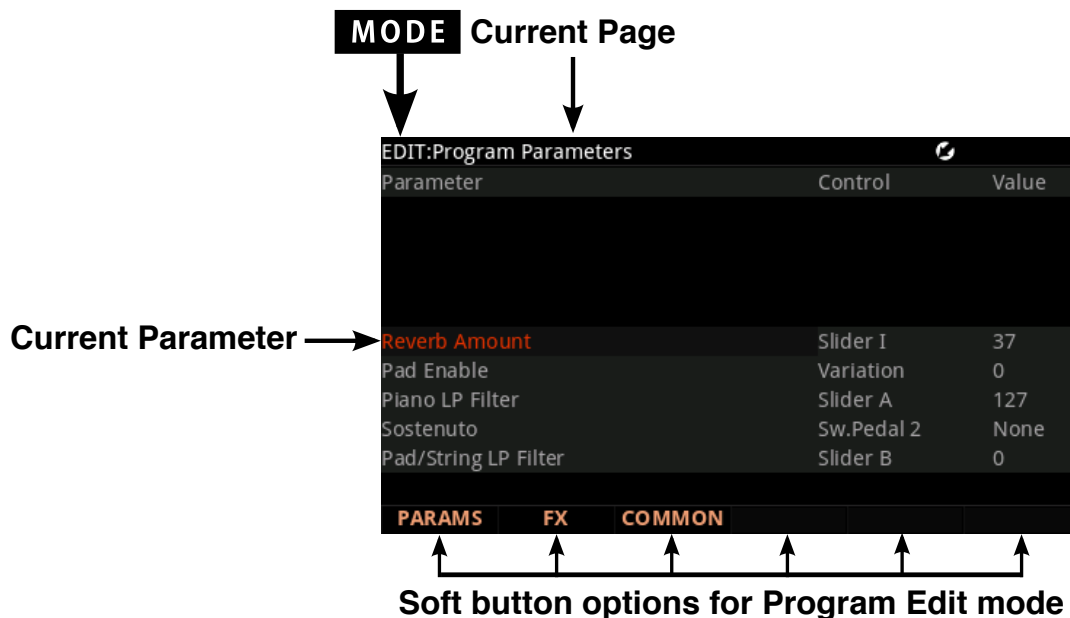 MODE Current Page
EDIT:Program Parameters
Parameter Control Value
Current Parameter
Reverb Amount Slider I 37
Pad Enable Variation 0
Piano LP Filter Slider A 127
Sostenuto Sw.Pedal 2 None
Pad/String LP Filter Slider B 0
PARAMS FX COMMON
Soft button options for Program Edit mode